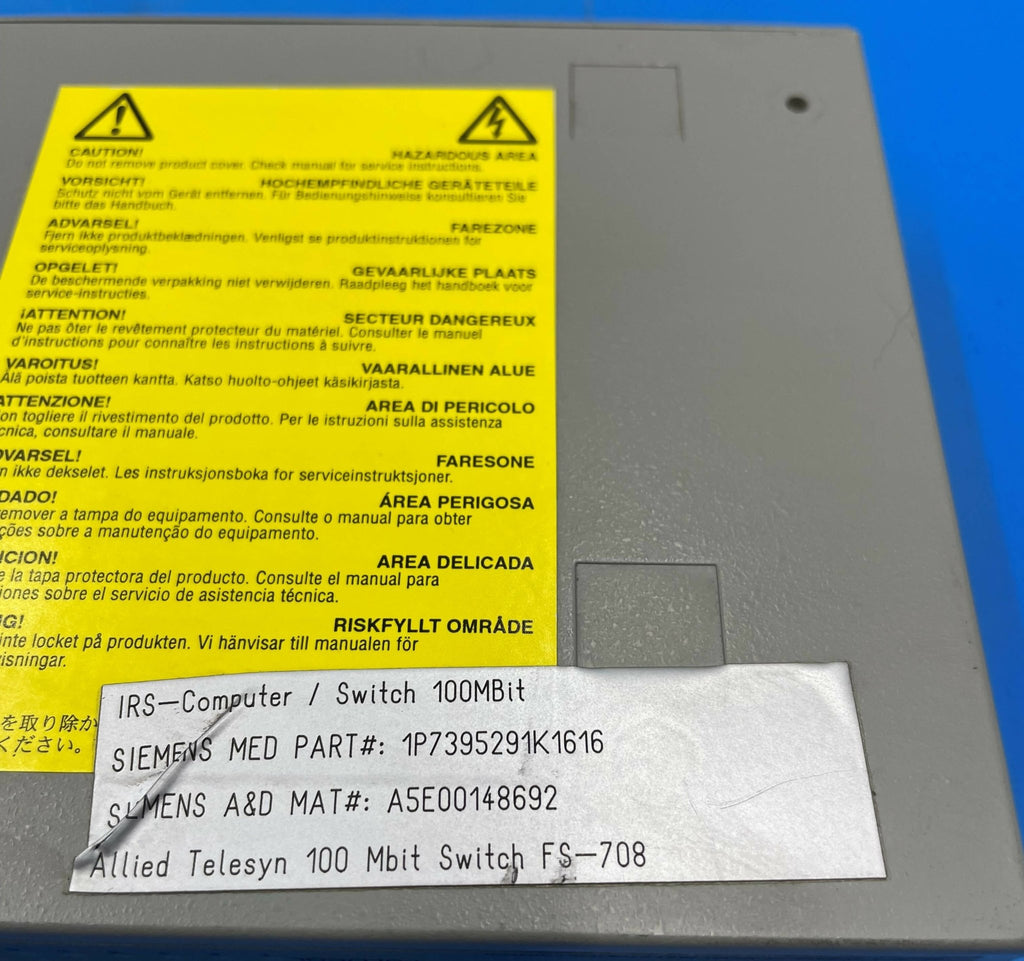 CAUTION! HAZARDOUS AREA
Do not remove product cover. Check manual for service instructions.
VORSICHT! HOCHEMPFINDLICHE GERÄTETEILE
Schutz nicht vom Gerät entfernen. Für Bedienungshinweise konsultieren Sie
bitte das Handbuch.
ADVARSEL! FAREZONE
Fjern ikke produktbeklædningen. Venligst se produktinstruktionen for
serviceoplysning.
OPGELET! GEVAARLIJKE PLAATS
De beschermende verpakking niet verwijderen. Raadpleeg het handboek voor
service-instructies.
¡ATTENTION! SECTEUR DANGEREUX
Ne pas ôter le revêtement protecteur du matériel. Consulter le manuel
d'instructions pour connaître les instructions à suivre.
VAROITUS! VAARALLINEN ALUE
Älä poista tuotteen kantta. Katso huolto-ohjeet käsikirjasta.
ATTENZIONE! AREA DI PERICOLO
on togliere il rivestimento del prodotto. Per le istruzioni sulla assistenza
cnica, consultare il manuale.
DVARSEL! FARESONE
n ikke dekselet. Les instruksjonsboka for serviceinstruktsjoner.
DADO! ÁREA PERIGOSA
emover a tampa do equipamento. Consulte o manual para obter
ções sobre a manutenção do equipamento.
NCION! AREA DELICADA
e la tapa protectora del producto. Consulte el manual para
iones sobre el servicio de asistencia técnica.
NG! RISKFYLLT OMRÅDE
inte locket på produkten. Vi hänvisar till manualen för
isningar.
を取り除か
ください。
IRS-Computer / Switch 100MBit
SIEMENS MED PART#: 1P7395291K1616
SIEMENS A&D MAT#: A5E00148692
Allied Telesyn 100 Mbit Switch FS-708